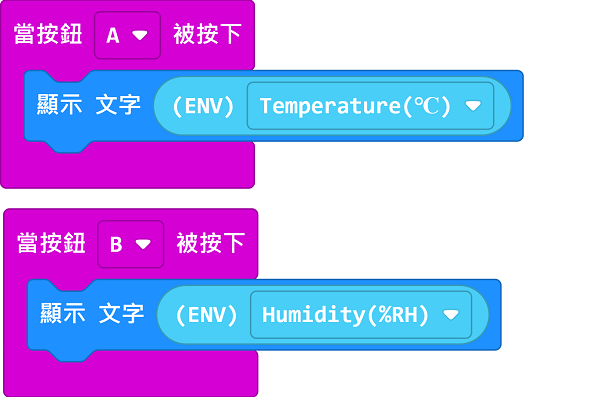 當按鈕 A 被按下
顯示 文字 (ENV) Temperature(℃)
當按鈕 B 被按下
顯示 文字 (ENV) Humidity(%RH)